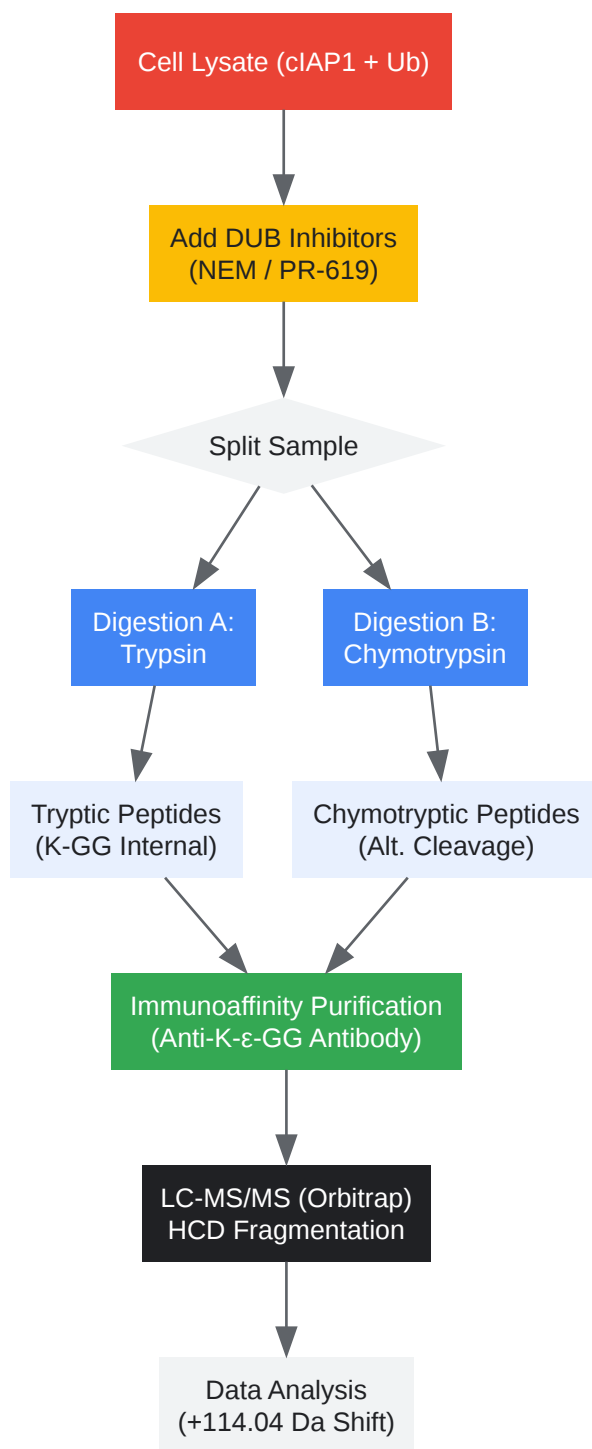 Cell Lysate (cIAP1 + Ub)
Add DUB Inhibitors
(NEM / PR-619)
Split Sample
Digestion A:
Trypsin
Digestion B:
Chymotrypsin
Tryptic Peptides
(K-GG Internal)
Chymotryptic Peptides
(Alt. Cleavage)
Immunoaffinity Purification
(Anti-K-ε-GG Antibody)
LC-MS/MS (Orbitrap)
HCD Fragmentation
Data Analysis
(+114.04 Da Shift)